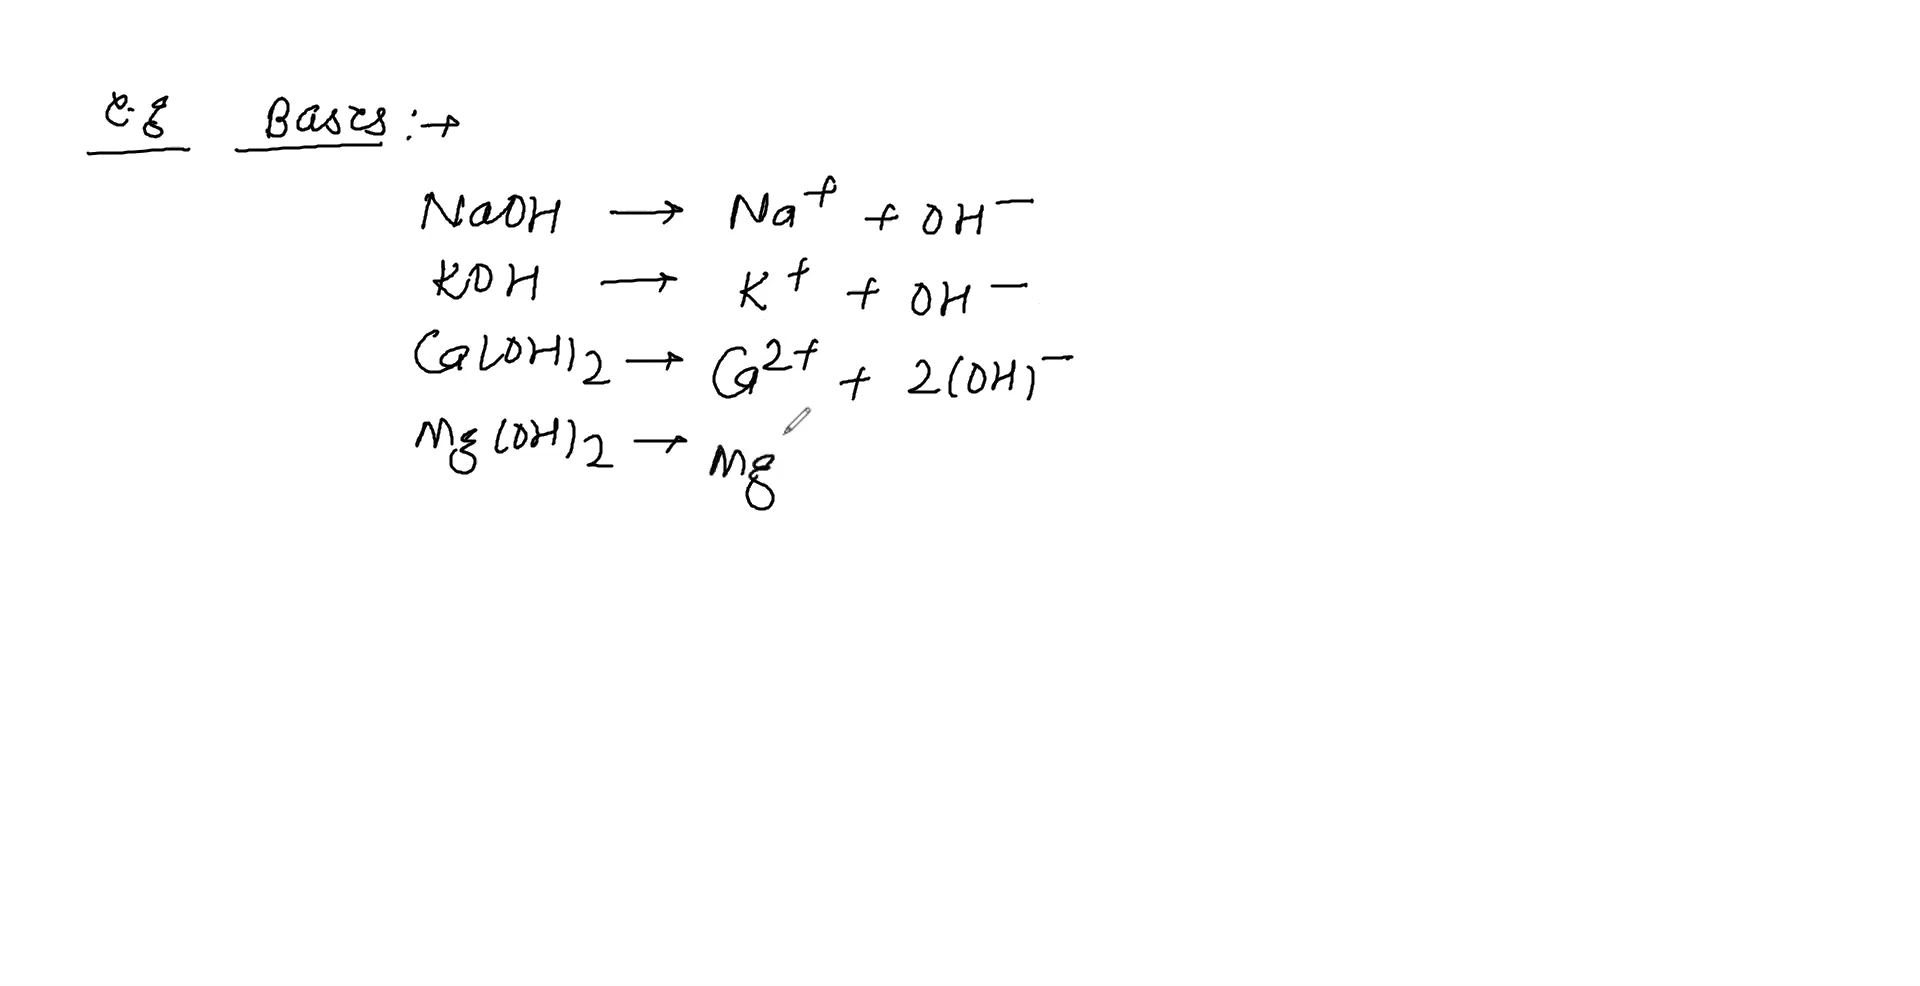 e.g Bases :→
NaOH → Na⁺ + OH⁻
KOH → K⁺ + OH⁻
Ca(OH)2 → Ca²⁺ + 2(OH)⁻
Mg(OH)2 → Mg